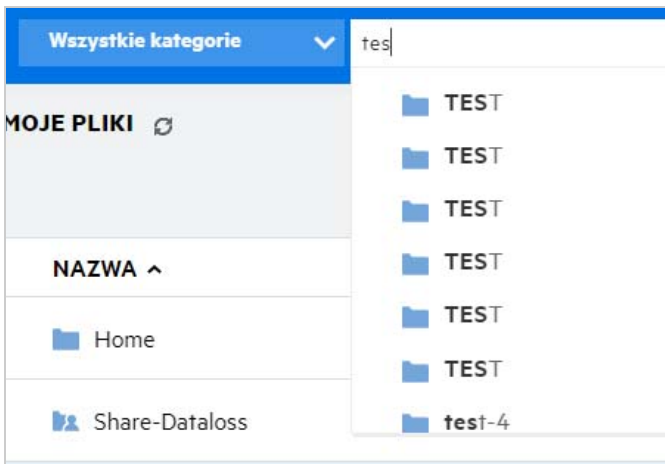 Wszystkie kategorie
tes
TEST
MOJE PLIKI
TEST
TEST
TEST
NAZWA
TEST
Home
TEST
Share-Dataloss
test-4